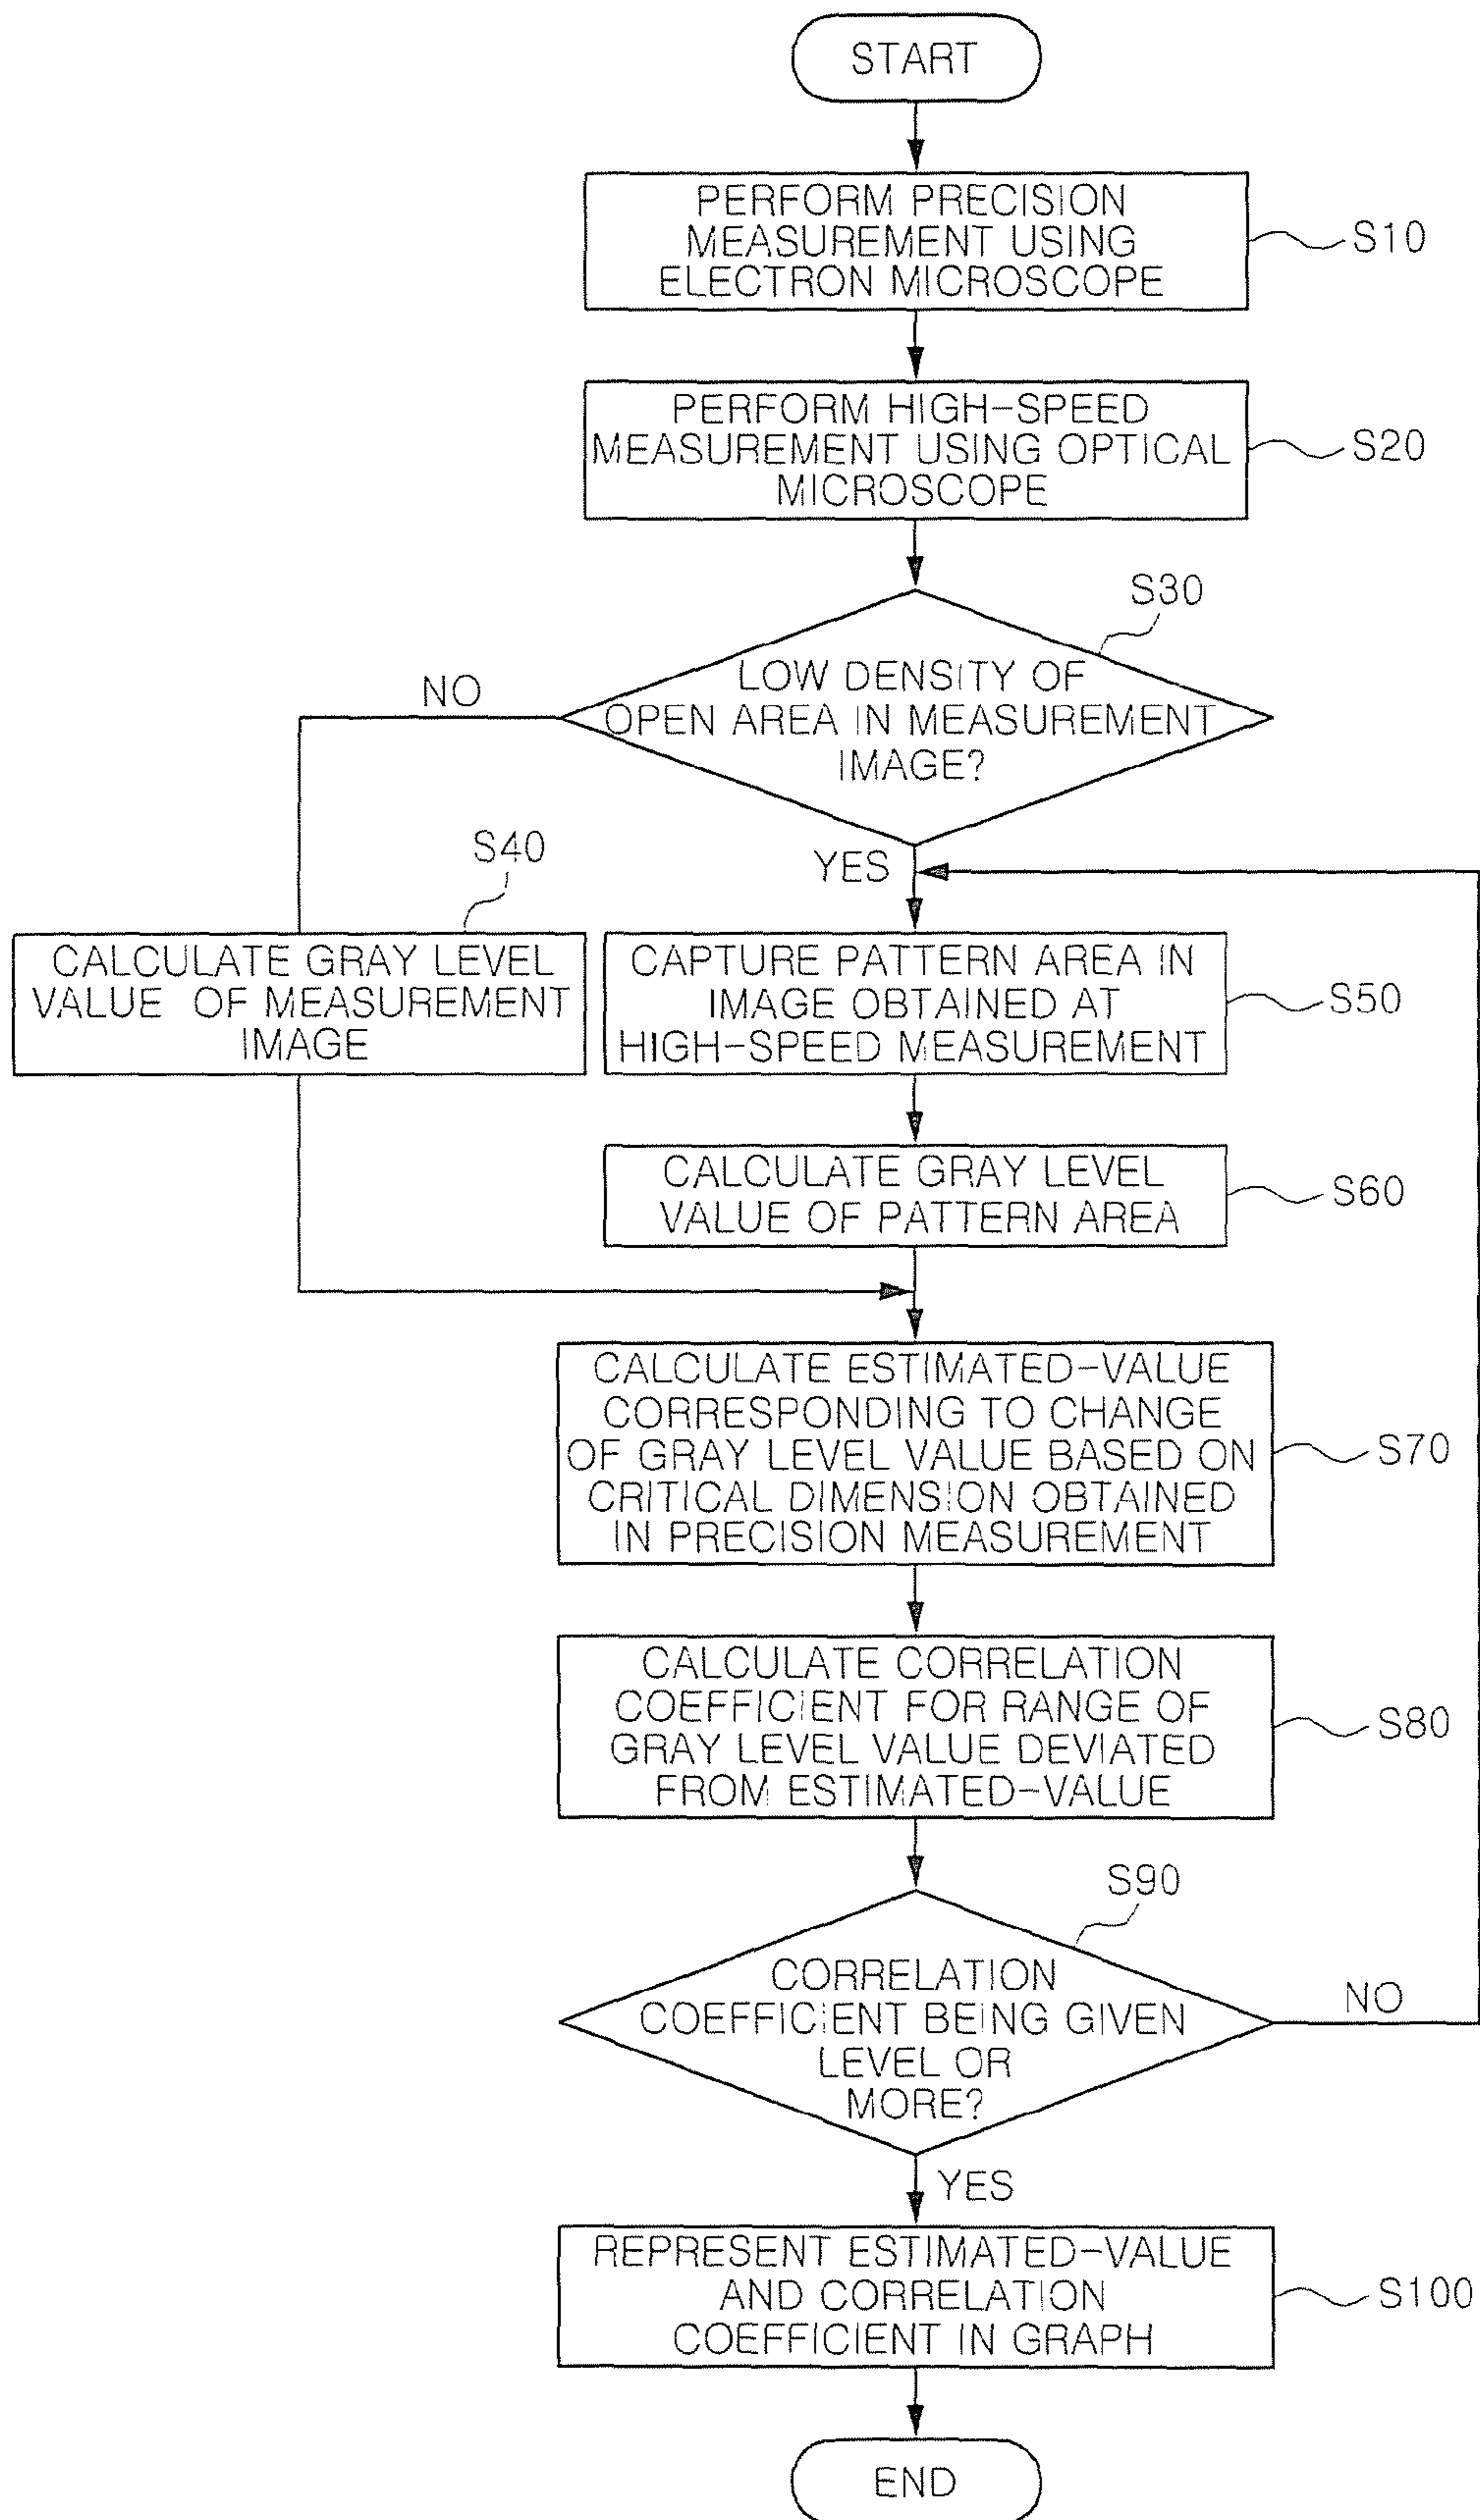 START
PERFORM PRECISION
MEASUREMENT USING
ELECTRON MICROSCOPE
S10
PERFORM HIGH-SPEED
MEASUREMENT USING OPTICAL
MICROSCOPE
S20
S30
LOW DENSITY OF
OPEN AREA IN MEASUREMENT
IMAGE?
NO
YES
S40
CALCULATE GRAY LEVEL
VALUE OF MEASUREMENT
IMAGE
CAPTURE PATTERN AREA IN
IMAGE OBTAINED AT
HIGH-SPEED MEASUREMENT
S50
CALCULATE GRAY LEVEL
VALUE OF PATTERN AREA
S60
CALCULATE ESTIMATED-VALUE
CORRESPONDING TO CHANGE
OF GRAY LEVEL VALUE BASED ON
CRITICAL DIMENSION OBTAINED
IN PRECISION MEASUREMENT
S70
CALCULATE CORRELATION
COEFFICIENT FOR RANGE OF
GRAY LEVEL VALUE DEVIATED
FROM ESTIMATED-VALUE
S80
S90
CORRELATION
COEFFICIENT BEING GIVEN
LEVEL OR
MORE?
NO
YES
REPRESENT ESTIMATED-VALUE
AND CORRELATION
COEFFICIENT IN GRAPH
S100
END